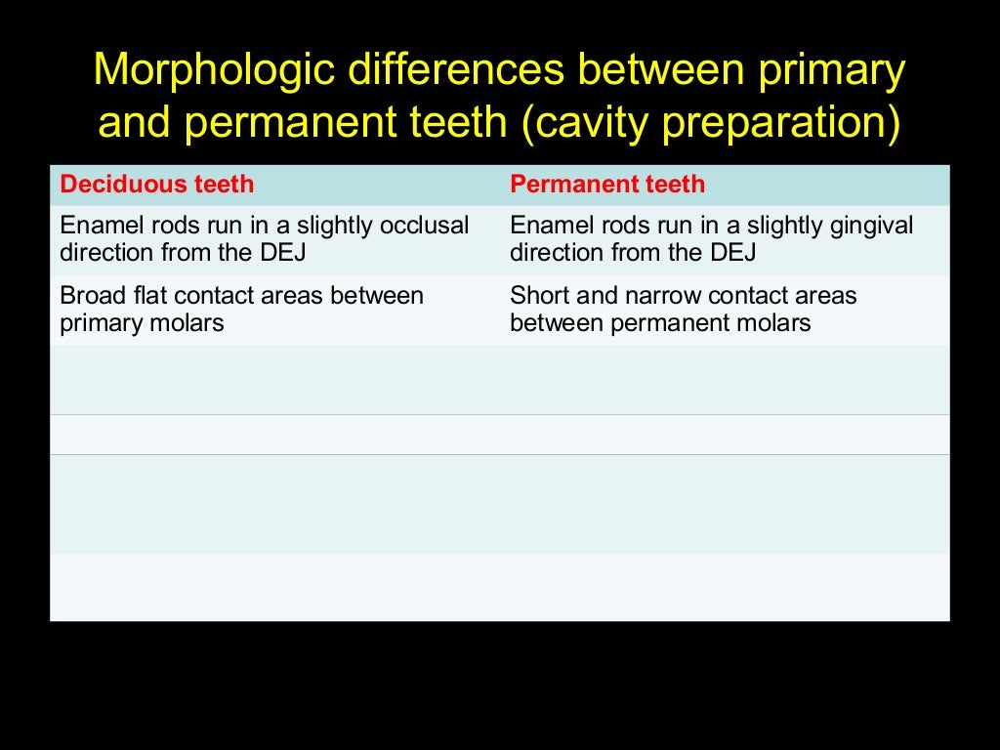 Morphologic differences between primary
and permanent teeth (cavity preparation)
Deciduous teeth
Permanent teeth
Enamel rods run in a slightly occlusal
direction from the DEJ
Enamel rods run in a slightly gingival
direction from the DEJ
Broad flat contact areas between
primary molars
Short and narrow contact areas
between permanent molars